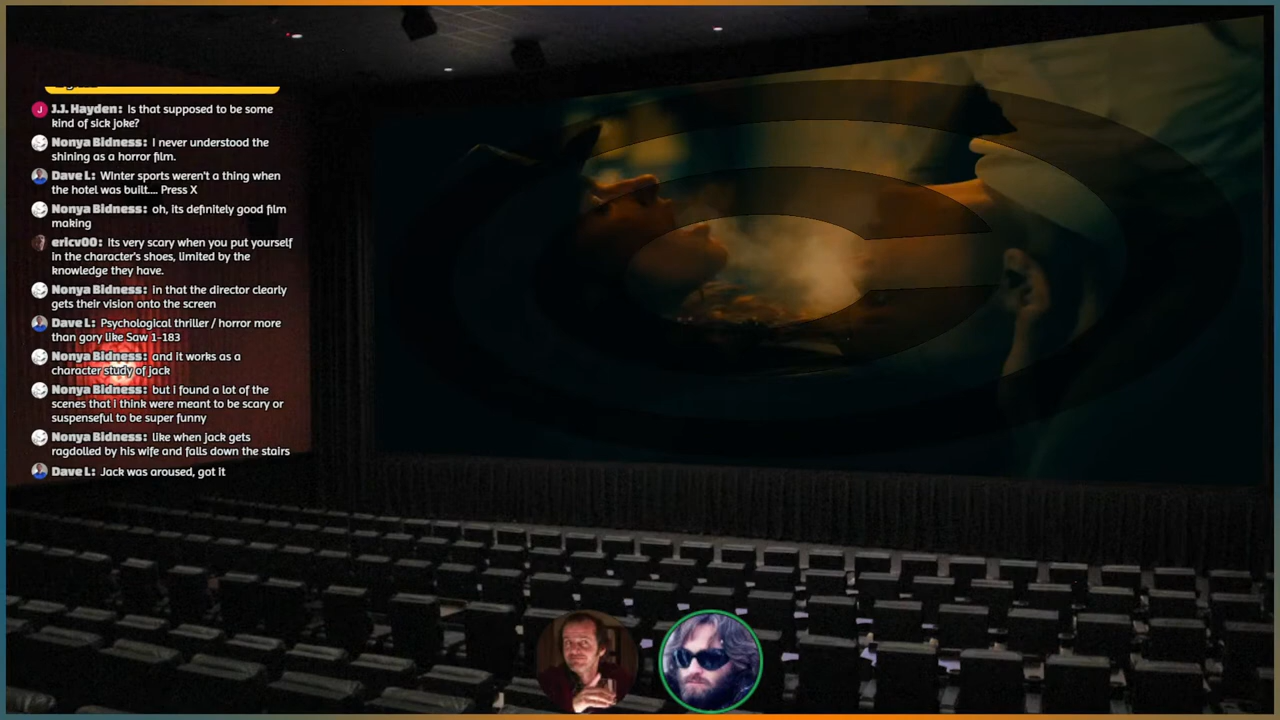 J J.J. Hayden: Is that supposed to be some
kind of sick joke?
Nonya Bidness: I never understood the
shining as a horror film.
Dave L: Winter sports weren't a thing when
the hotel was built.... Press X
Nonya Bidness: oh, its definitely good film
making
ericv00: Its very scary when you put yourself
in the character's shoes, limited by the
knowledge they have.
Nonya Bidness: in that the director clearly
gets their vision onto the screen
Dave L: Psychological thriller / horror more
than gory like Saw 1-183
Nonya Bidness: and it works as a
character study of jack
Nonya Bidness: but i found a lot of the
scenes that i think were meant to be scary or
suspenseful to be super funny
Nonya Bidness: like when jack gets
ragdolled by his wife and falls down the stairs
Dave L: Jack was aroused, got it